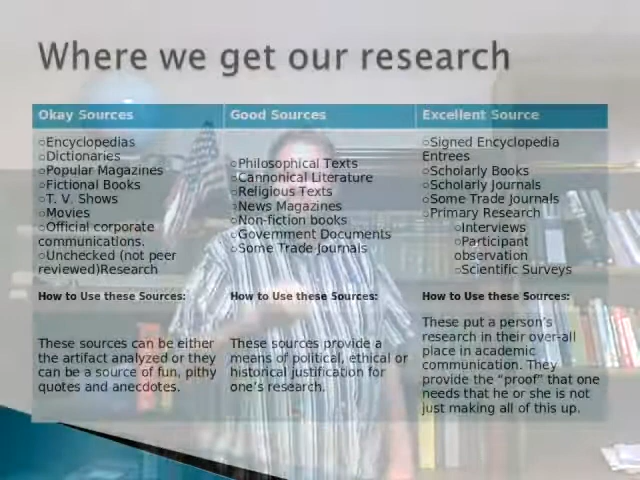 Where we get our research
Okay Sources
○Encyclopedias
○Dictionaries
○Popular Magazines
○Fictional Books
○T. V. Shows
○Movies
○Official corporate
communications.
○Unchecked (not peer
reviewed)Research
How to Use these Sources:
These sources can be either
the artifact analyzed or they
can be a source of fun, pithy
quotes and anecdotes.
Good Sources
○Philosophical Texts
○Cannonical Literature
○Religious Texts
○News Magazines
○Non-fiction books
○Government Documents
○Some Trade Journals
How to Use these Sources:
These sources provide a
means of political, ethical or
historical justification for
one’s research.
Excellent Source
○Signed Encyclopedia
Entrees
○Scholarly Books
○Scholarly Journals
○Some Trade Journals
○Primary Research
○Interviews
○Participant
observation
○Scientific Surveys
How to Use these Sources:
These put a person’s
research in their over-all
place in academic
communication. They
provide the “proof” that one
needs that he or she is not
just making all of this up.